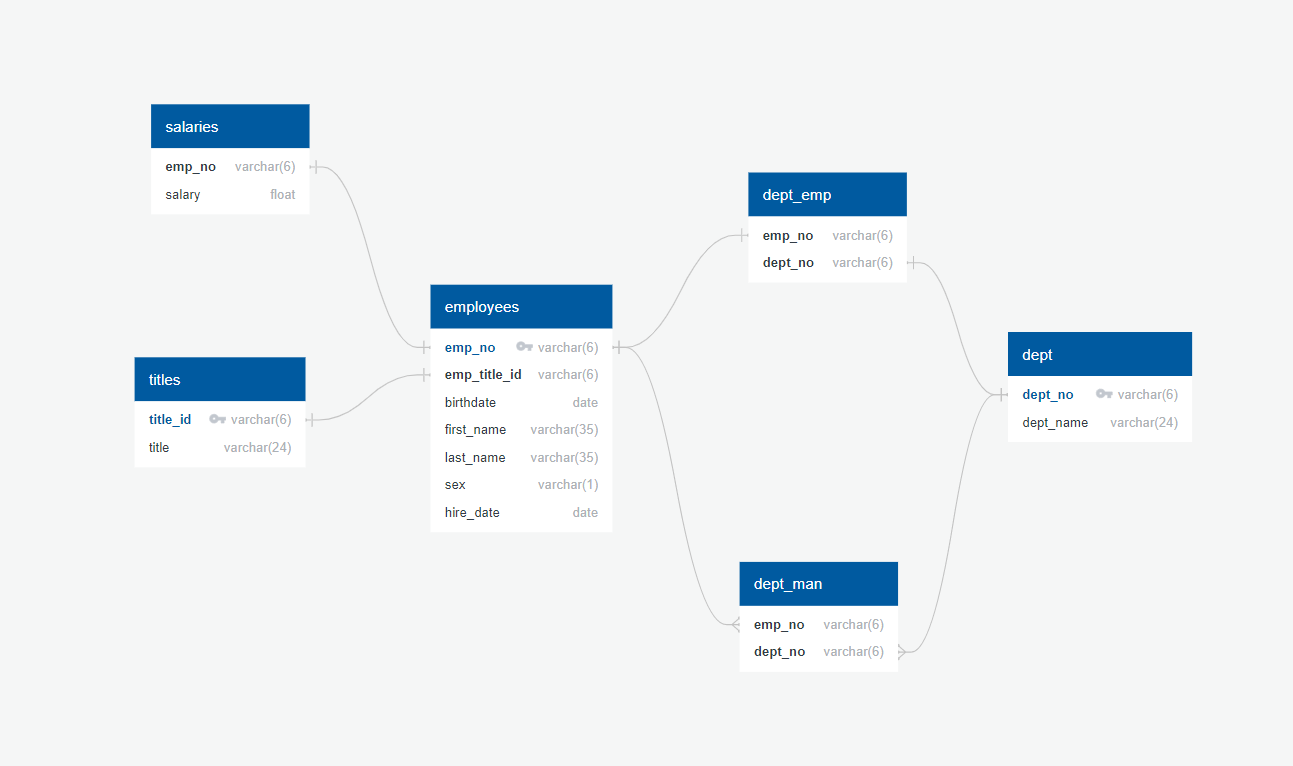 salaries
emp_no varchar(6)
salary float
titles
title_id varchar(6)
title varchar(24)
employees
emp_no varchar(6)
emp_title_id varchar(6)
birthdate date
first_name varchar(35)
last_name varchar(35)
sex varchar(1)
hire_date date
dept_emp
emp_no varchar(6)
dept_no varchar(6)
dept
dept_no varchar(6)
dept_name varchar(24)
dept_man
emp_no varchar(6)
dept_no varchar(6)